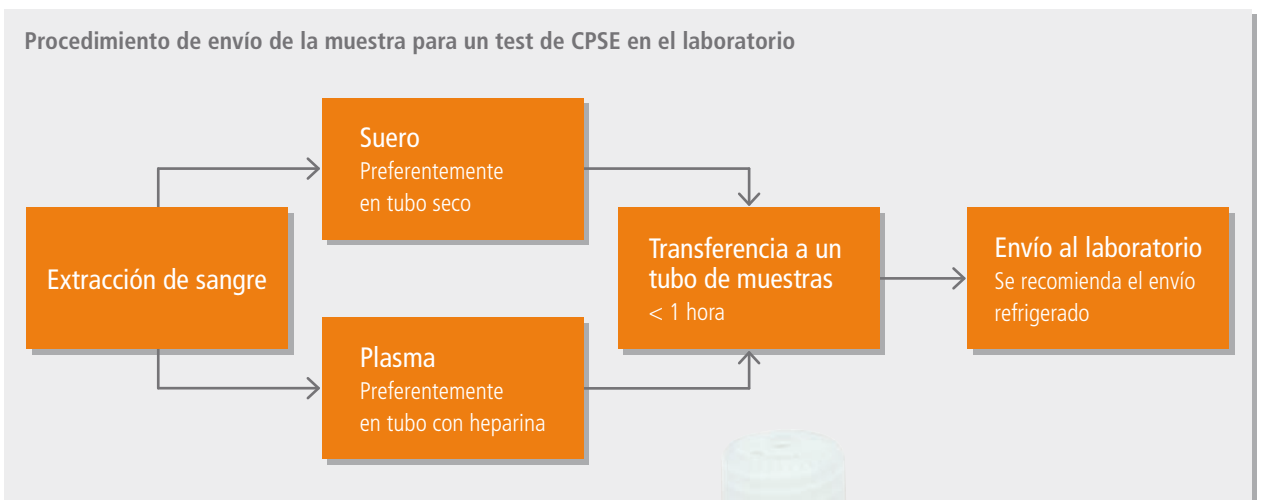 Procedimiento de envío de la muestra para un test de CPSE en el laboratorio
Extracción de sangre
Suero
Preferentemente
en tubo seco
Plasma
Preferentemente
en tubo con heparina
Transferencia a un
tubo de muestras
< 1 hora
Envío al laboratorio
Se recomienda el envío
refrigerado